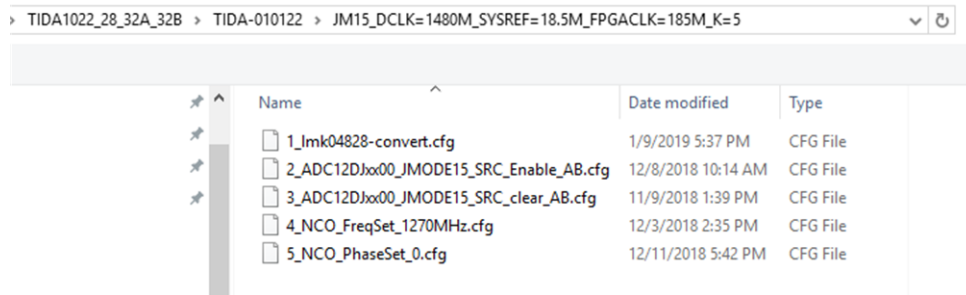 > TIDA1022_28_32A_32B > TIDA-010122 > JM15_DCLK=1480M_SYSREF=18.5M_FPGACLK=185M_K=5
Name Date modified Type
1_lmk04828-convert.cfg 1/9/2019 5:37 PM CFG File
2_ADC12DJxx00_JMODE15_SRC_Enable_AB.cfg 12/8/2018 10:14 AM CFG File
3_ADC12DJxx00_JMODE15_SRC_clear_AB.cfg 11/9/2018 1:39 PM CFG File
4_NCO_FreqSet_1270MHz.cfg 12/3/2018 2:35 PM CFG File
5_NCO_PhaseSet_0.cfg 12/11/2018 5:42 PM CFG File